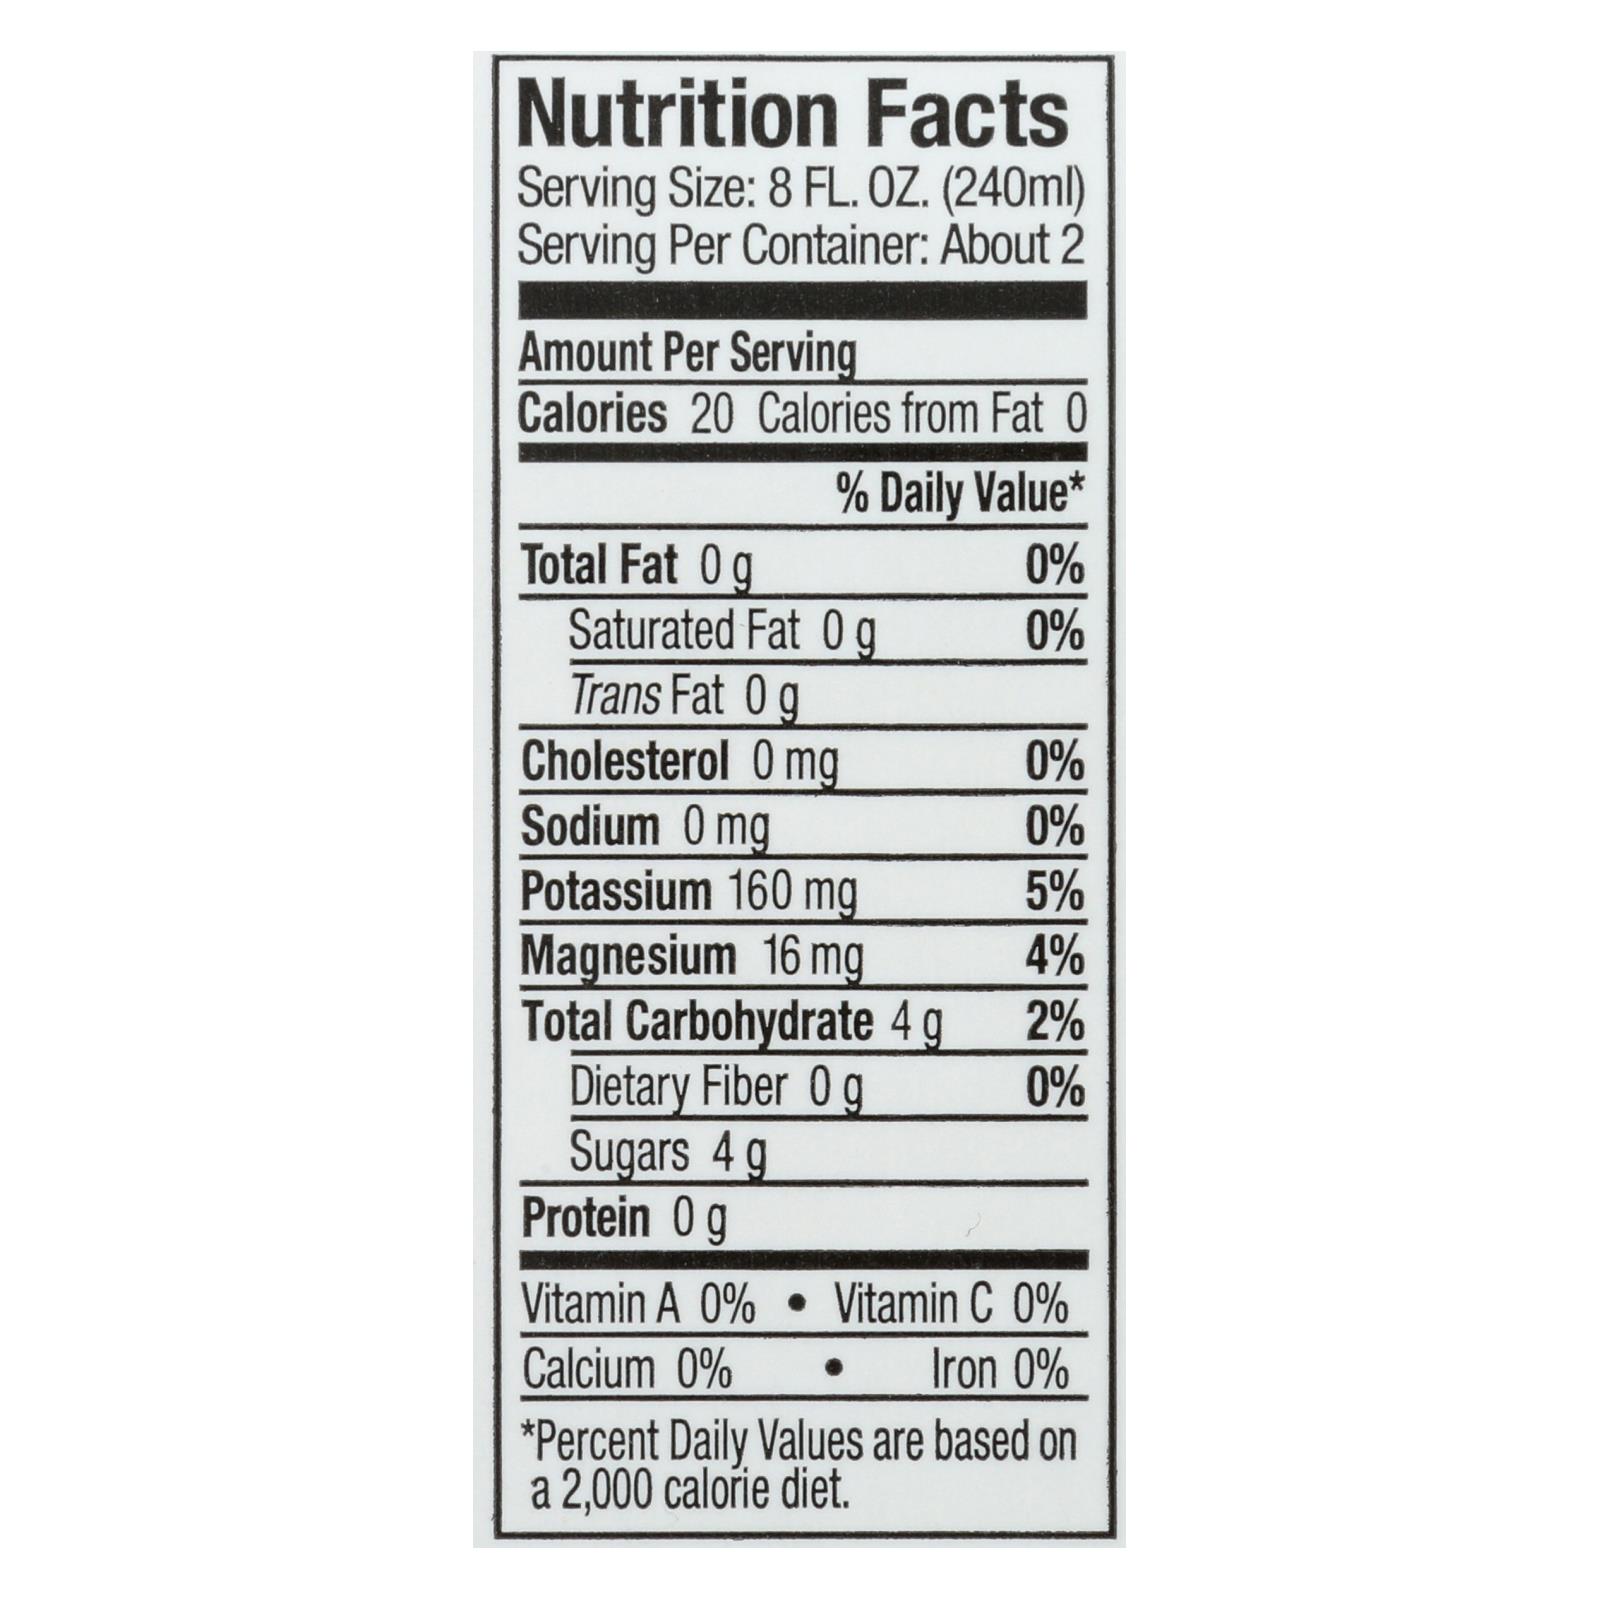 Nutrition Facts
Serving Size: 8 FL. OZ. (240ml)
Serving Per Container: About 2
Amount Per Serving
Calories 20 Calories from Fat 0
% Daily Value*
Total Fat 0 g 0%
Saturated Fat 0 g 0%
Trans Fat 0 g
Cholesterol 0 mg 0%
Sodium 0 mg 0%
Potassium 160 mg 5%
Magnesium 16 mg 4%
Total Carbohydrate 4 g 2%
Dietary Fiber 0 g 0%
Sugars 4 g
Protein 0 g
Vitamin A 0% • Vitamin C 0%
Calcium 0% • Iron 0%
*Percent Daily Values are based on
a 2,000 calorie diet.